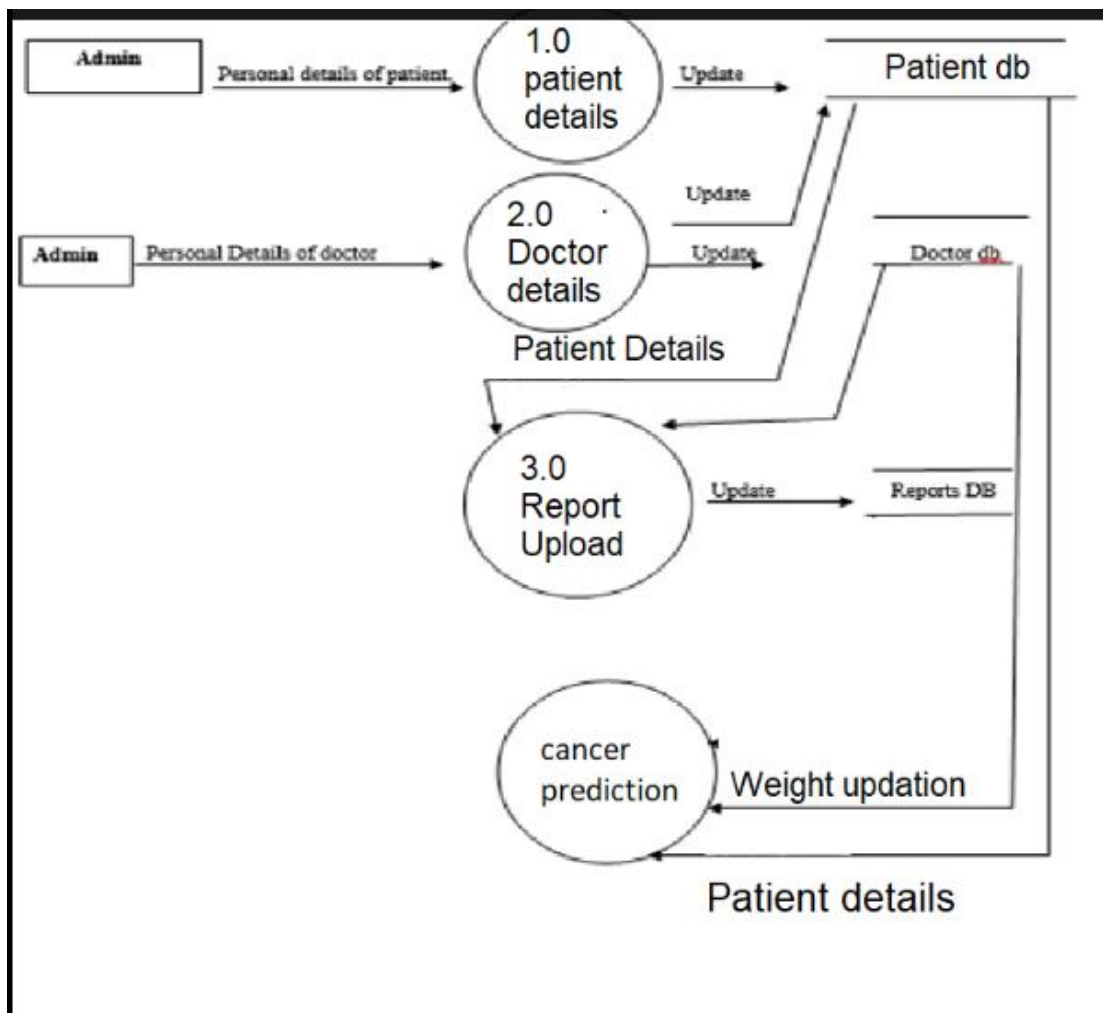 Admin
Personal details of patient
1.0
patient
details
Update
Patient db
Update
Admin
Personal Details of doctor
2.0
Doctor
details
Update
Doctor db
Patient Details
3.0
Report
Upload
Update
Reports DB
cancer
prediction
Weight updation
Patient details